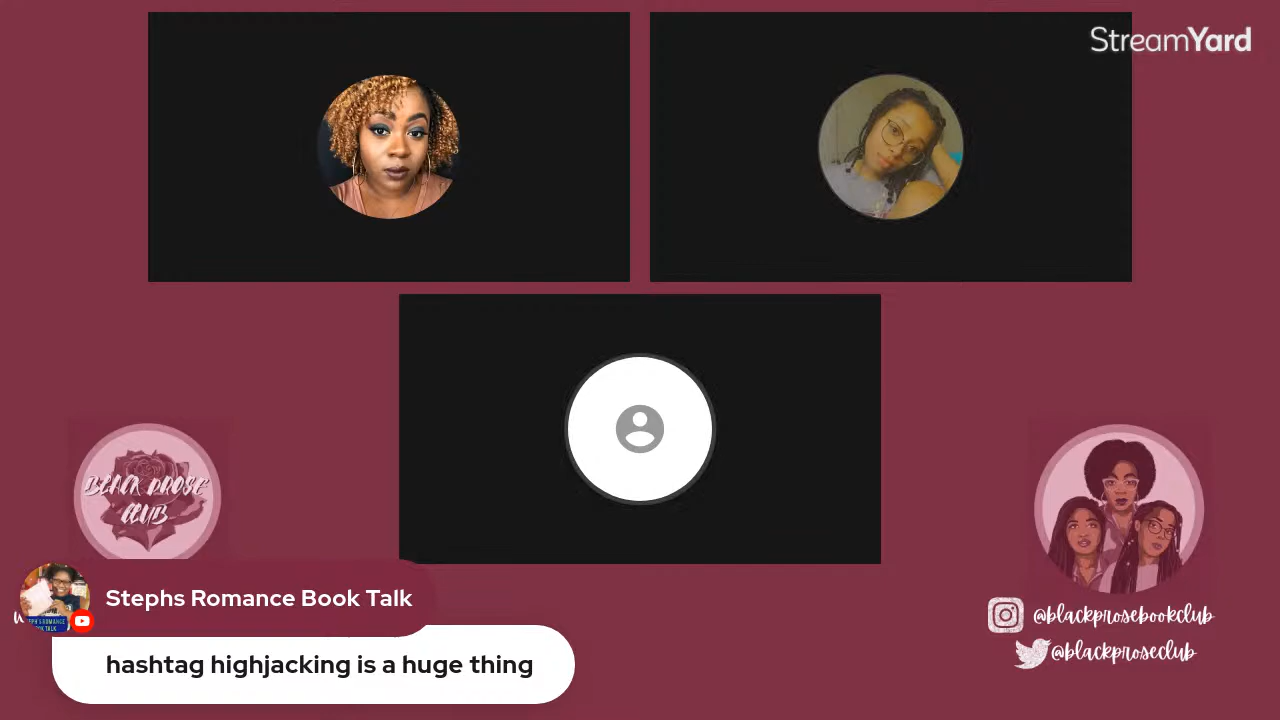 StreamYard
BLACK PROSE
CLUB
Stephs Romance Book Talk
hashtag highjacking is a huge thing
@blackprosebookclub
@blackproseclub